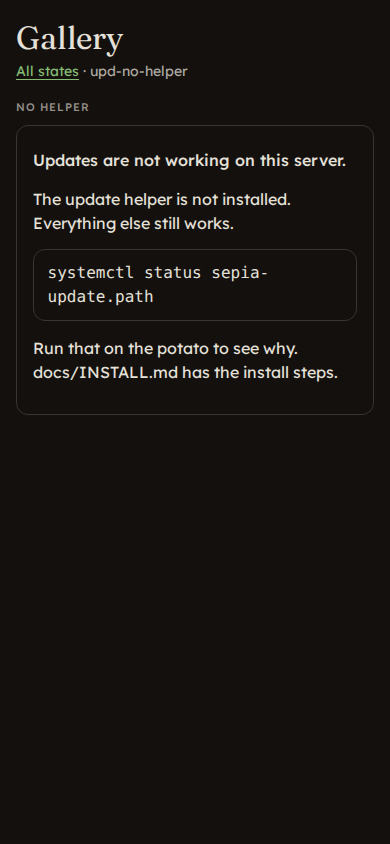 Gallery
All states · upd-no-helper
NO HELPER
Updates are not working on this server.
The update helper is not installed.
Everything else still works.
systemctl status sepia-
update.path
Run that on the potato to see why.
docs/INSTALL.md has the install steps.